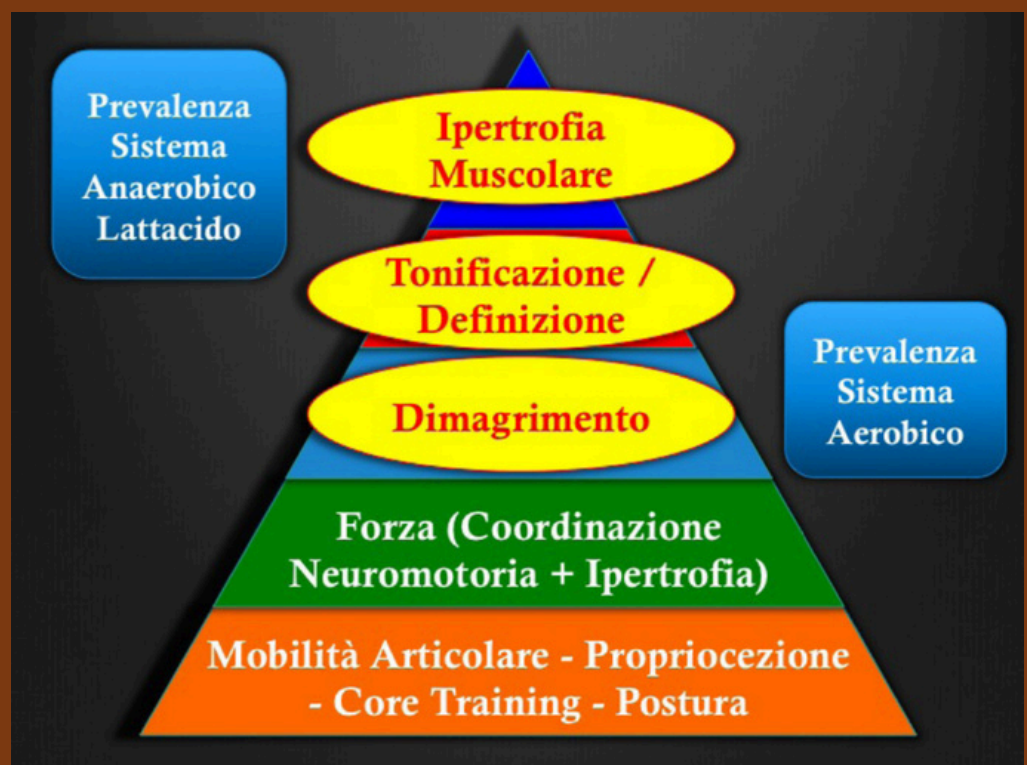 Prevalenza
Sistema
Anaerobico
Lattacido
Ipertrofia
Muscolare
Tonificazione /
Definizione
Prevalenza
Sistema
Aerobico
Dimagrimento
Forza (Coordinazione
Neuromotoria + Ipertrofia)
Mobilità Articolare - Propriocezione
- Core Training - Postura